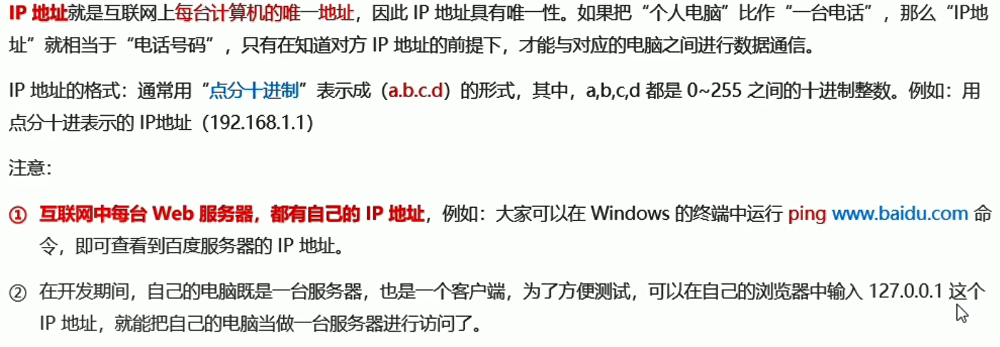 IP 地址就是互联网上每台计算机的唯一地址，因此 IP 地址具有唯一性。如果把“个人电脑”比作“一台电话”，那么“IP地
址”就相当于“电话号码”，只有在知道对方 IP 地址的前提下，才能与对应的电脑之间进行数据通信。
IP 地址的格式：通常用“点分十进制”表示成（a.b.c.d）的形式，其中，a,b,c,d 都是 0~255 之间的十进制整数。例如：用
点分十进表示的 IP地址（192.168.1.1）
注意：
① 互联网中每台 Web 服务器，都有自己的 IP 地址，例如：大家可以在 Windows 的终端中运行 ping www.baidu.com 命
令，即可查看到百度服务器的 IP 地址。
② 在开发期间，自己的电脑既是一台服务器，也是一个客户端，为了方便测试，可以在自己的浏览器中输入 127.0.0.1 这个
IP 地址，就能把自己的电脑当做一台服务器进行访问了。